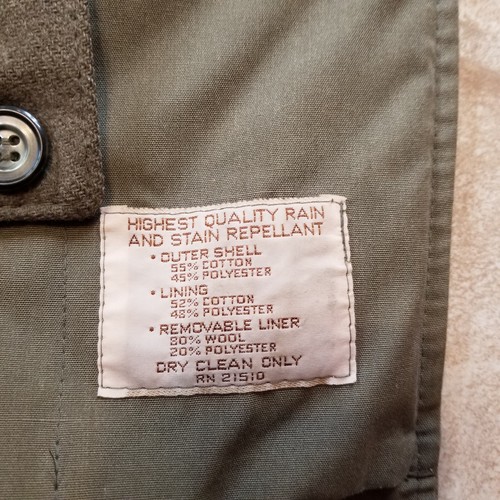 HIGHEST QUALITY RAIN
AND STAIN REPELLANT
• OUTER SHELL
55% COTTON
45% POLYESTER
• LINING
52% COTTON
48% POLYESTER
• REMOVABLE LINER
80% WOOL
20% POLYESTER
DRY CLEAN ONLY
RN 21510